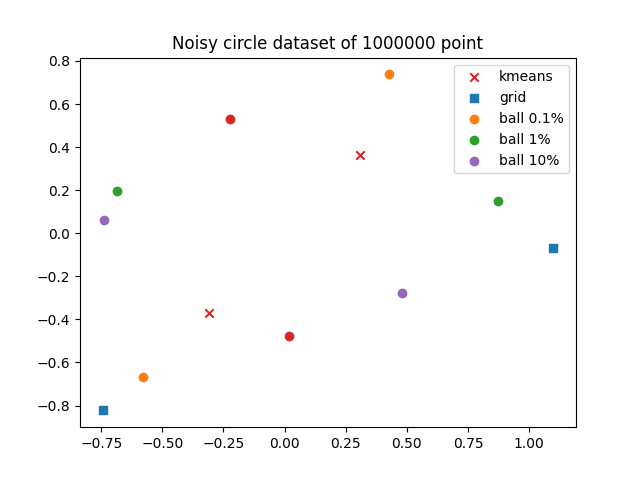 Noisy circle dataset of 1000000 point
0.8
0.6
0.4
0.2
0.0
−0.2
−0.4
−0.6
−0.8
kmeans
grid
ball 0.1%
ball 1%
ball 10%
−0.75 −0.50 −0.25 0.00 0.25 0.50 0.75 1.00